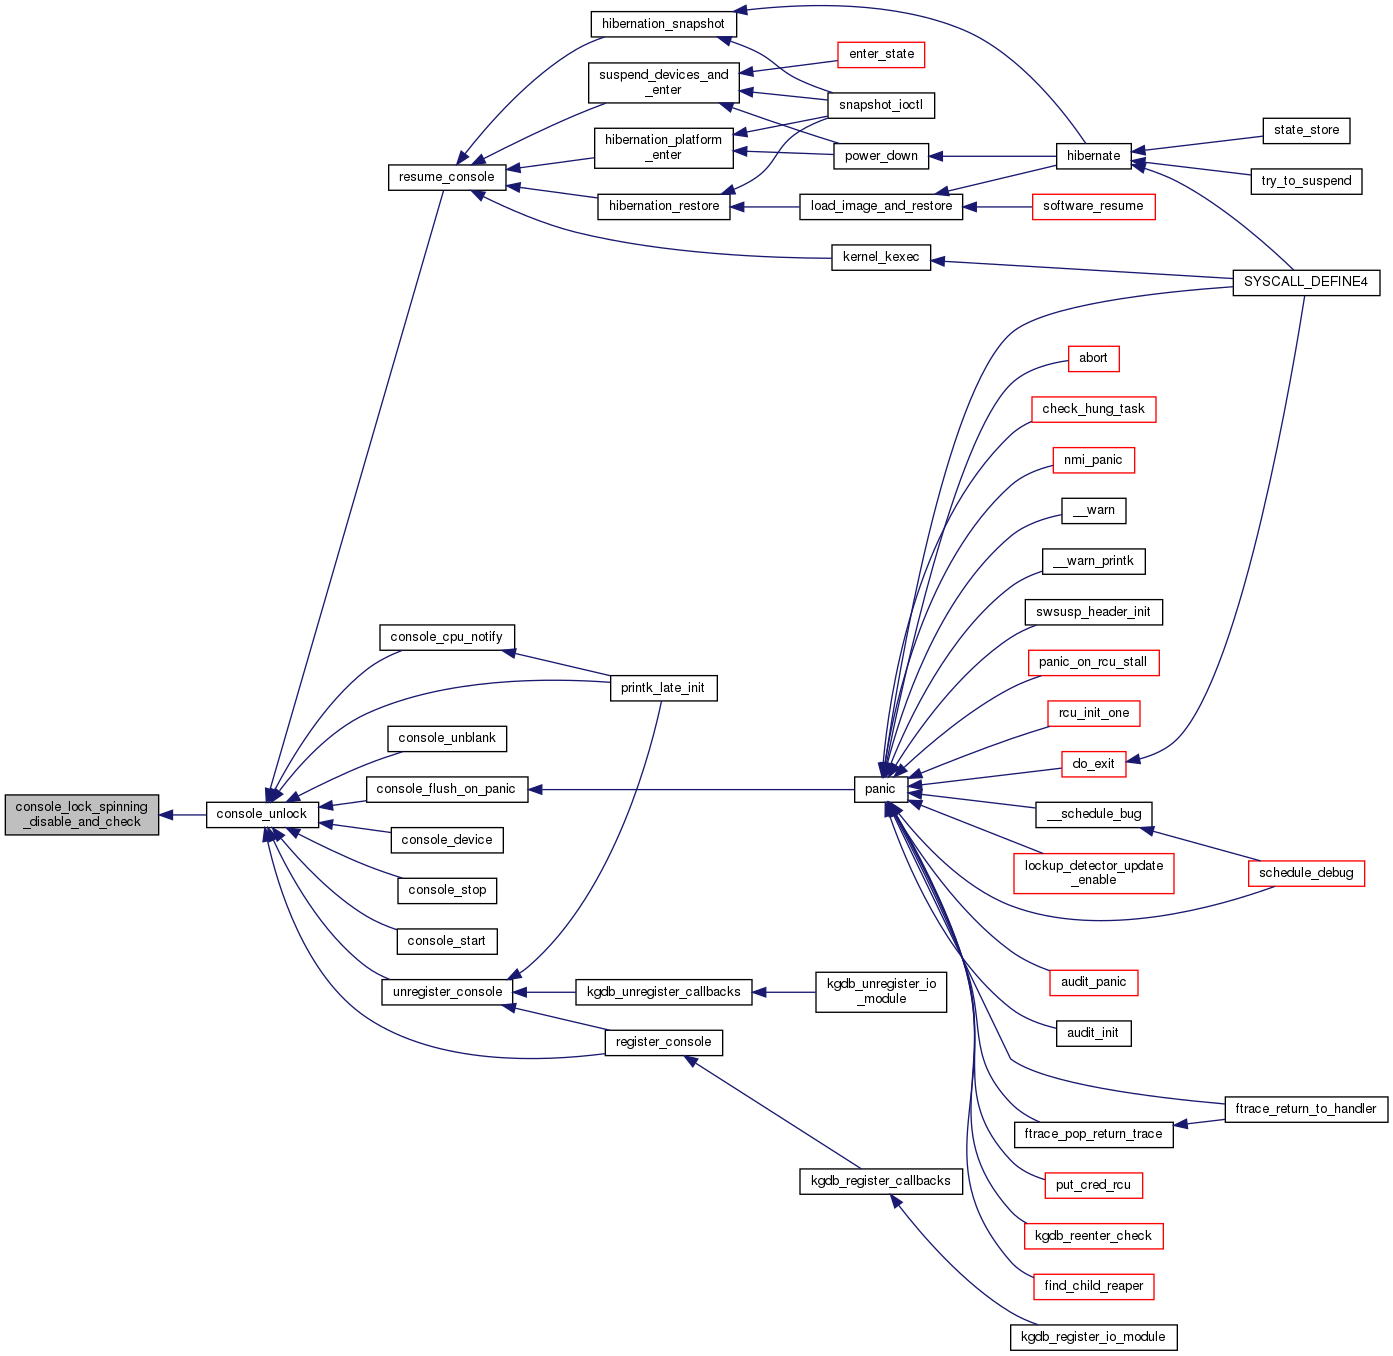 hibernation_snapshot
enter_state
suspend_devices_and
_enter
snapshot_ioctl
state_store
hibernation_platform
_enter
power_down
hibernate
resume_console
try_to_suspend
hibernation_restore
load_image_and_restore
software_resume
kernel_kexec
SYSCALL_DEFINE4
abort
check_hung_task
nmi_panic
__warn
__warn_printk
swsusp_header_init
console_cpu_notify
panic_on_rcu_stall
printk_late_init
rcu_init_one
console_unblank
do_exit
console_flush_on_panic
panic
console_lock_spinning
_disable_and_check
console_unlock
__schedule_bug
console_device
lockup_detector_update
_enable
schedule_debug
console_stop
console_start
audit_panic
unregister_console
kgdb_unregister_callbacks
kgdb_unregister_io
_module
audit_init
register_console
ftrace_return_to_handler
ftrace_pop_return_trace
kgdb_register_callbacks
put_cred_rcu
kgdb_reenter_check
find_child_reaper
kgdb_register_io_module